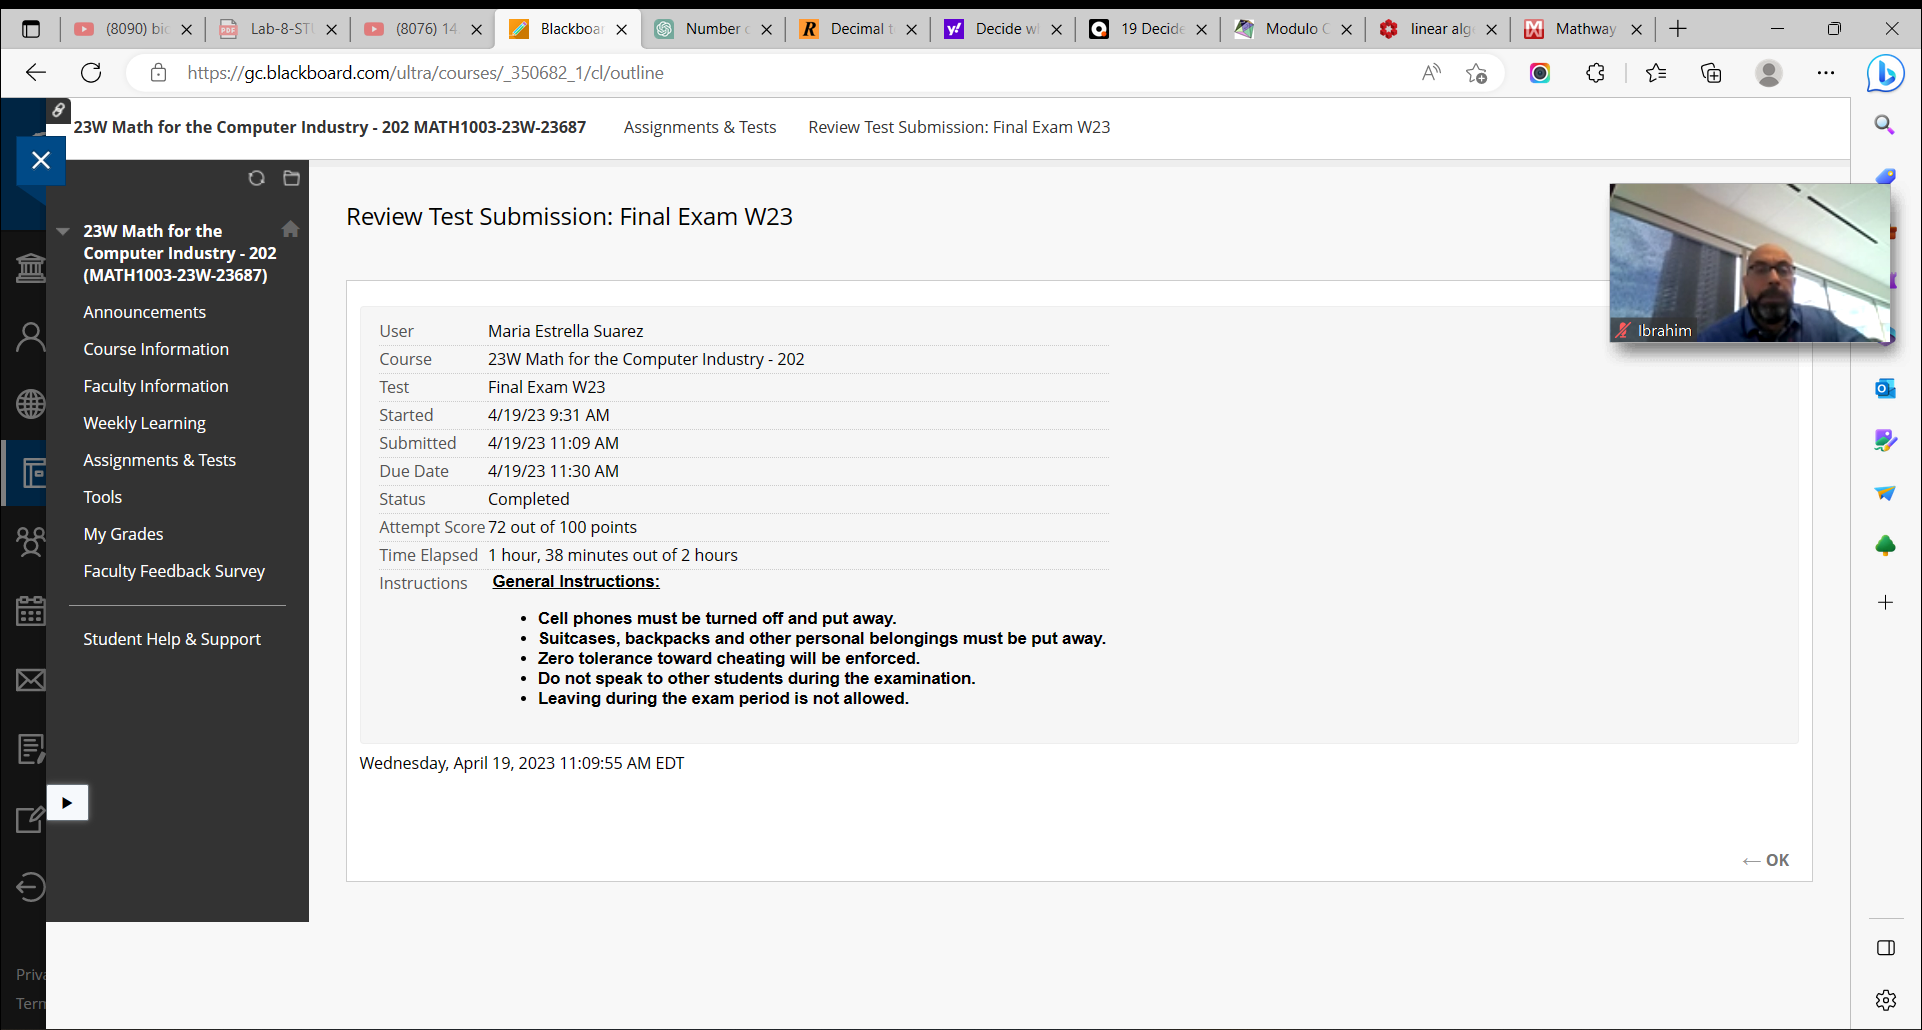 (8090) bio
Lab-8-ST
(8076) 14
Blackboar
Number
Decimal t
Decide w
19 Decide
Modulo
linear alg
Mathway
https://gc.blackboard.com/ultra/courses/_350682_1/cl/outline
23W Math for the Computer Industry - 202 MATH1003-23W-23687
Assignments & Tests
Review Test Submission: Final Exam W23
23W Math for the
Computer Industry - 202
(MATH1003-23W-23687)
Announcements
Course Information
Faculty Information
Weekly Learning
Assignments & Tests
Tools
My Grades
Faculty Feedback Survey
Student Help & Support
Priva
Term
Review Test Submission: Final Exam W23
User Maria Estrella Suarez
Course 23W Math for the Computer Industry - 202
Test Final Exam W23
Started 4/19/23 9:31 AM
Submitted 4/19/23 11:09 AM
Due Date 4/19/23 11:30 AM
Status Completed
Attempt Score 72 out of 100 points
Time Elapsed 1 hour, 38 minutes out of 2 hours
Instructions General Instructions:
• Cell phones must be turned off and put away.
• Suitcases, backpacks and other personal belongings must be put away.
• Zero tolerance toward cheating will be enforced.
• Do not speak to other students during the examination.
• Leaving during the exam period is not allowed.
Wednesday, April 19, 2023 11:09:55 AM EDT
← OK
Ibrahim